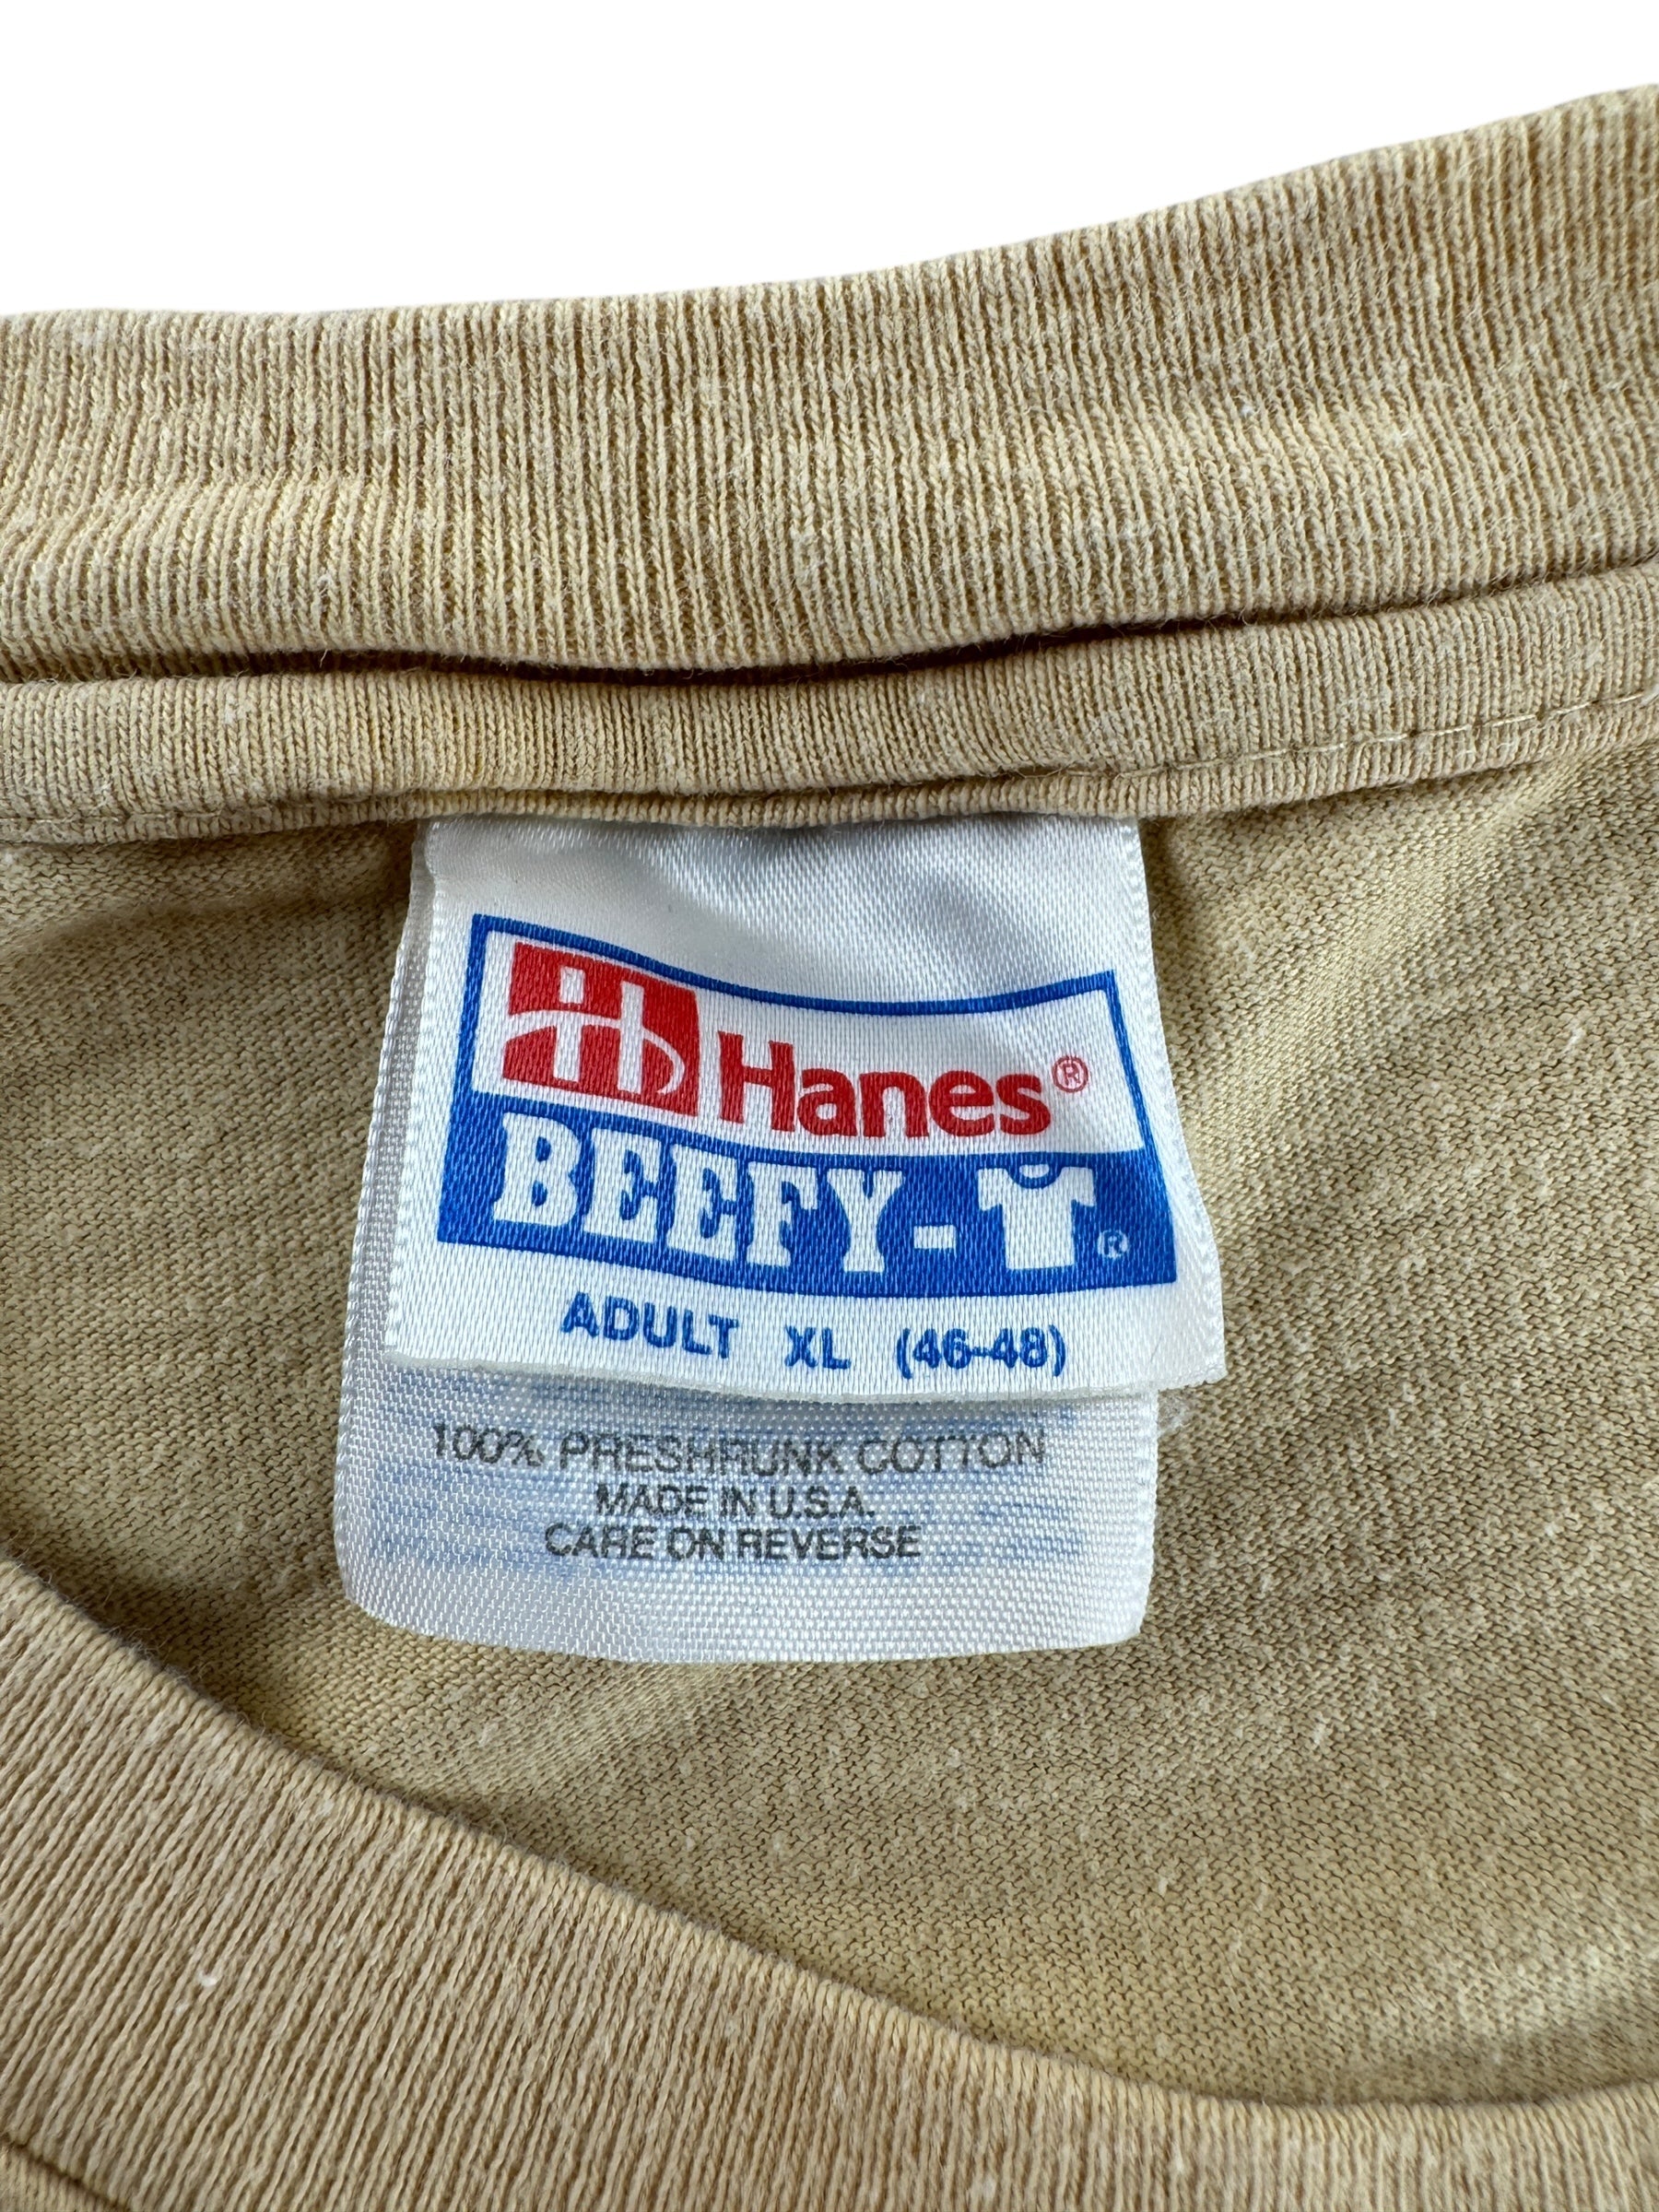 Hanes®
BEEFY-T®
ADULT XL (46-48)
100% PRESHRUNK COTTON
MADE IN U.S.A.
CARE ON REVERSE